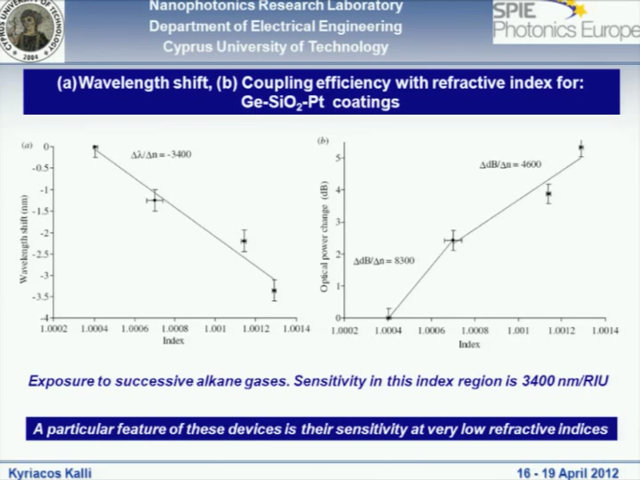 Nanophotonics Research Laboratory
Department of Electrical Engineering
Cyprus University of Technology
SPIE
Photonics Europe
2004
(a)Wavelength shift, (b) Coupling efficiency with refractive index for:
Ge-SiO2-Pt coatings
(a)
Δλ/Δn = -3400
Wavelength shift (nm)
0
-0.5
-1
-1.5
-2
-2.5
-3
-3.5
-4
1.0002 1.0004 1.0006 1.0008 1.001 1.0012 1.0014
Index
(b)
ΔdB/Δn = 4600
ΔdB/Δn = 8300
Optical power change (dB)
5
4
3
2
1
0
1.0002 1.0004 1.0006 1.0008 1.001 1.0012 1.0014
Index
Exposure to successive alkane gases. Sensitivity in this index region is 3400 nm/RIU
A particular feature of these devices is their sensitivity at very low refractive indices
Kyriacos Kalli
16 - 19 April 2012